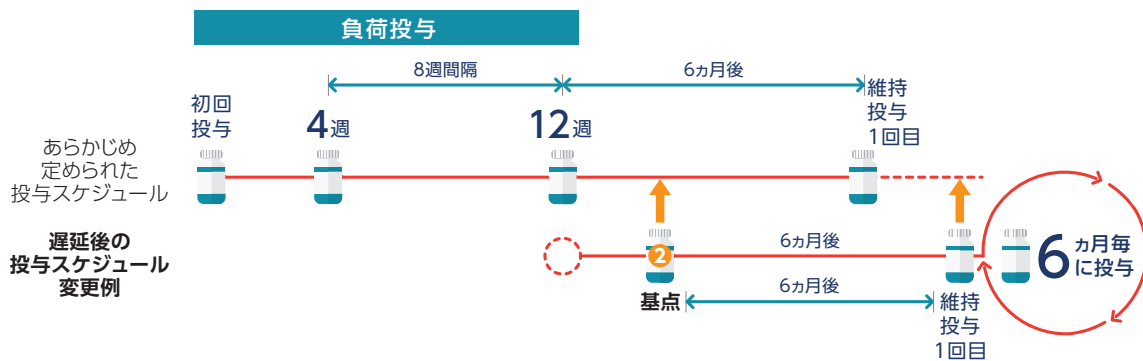 負荷投与
8週間隔
6ヵ月後
初回
投与
4週
12週
維持
投与
1回目
あらかじめ
定められた
投与スケジュール
遅延後の
投与スケジュール
変更例
2
6ヵ月後
基点
6ヵ月後
維持
投与
1回目
6ヵ月毎
に投与